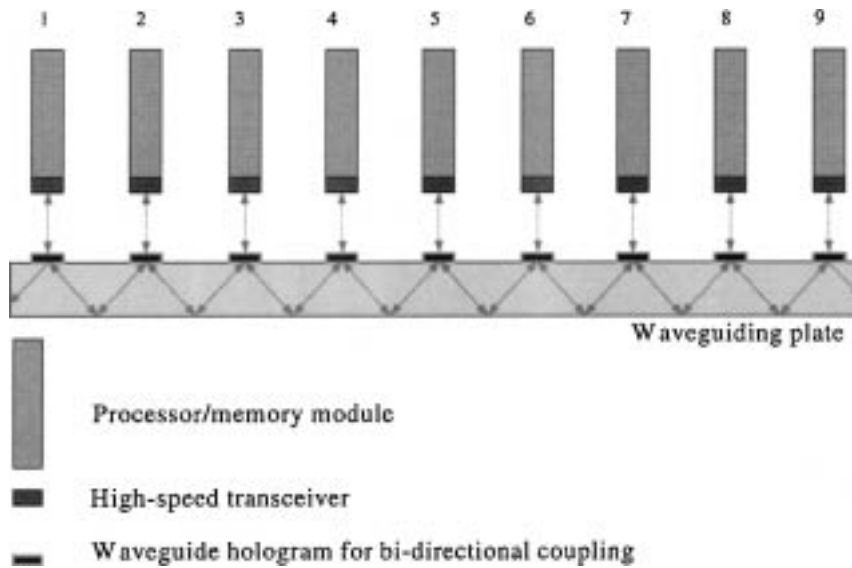 1 2 3 4 5 6 7 8 9
Waveguiding plate
Processor/memory module
High-speed transceiver
Waveguide hologram for bi-directional coupling